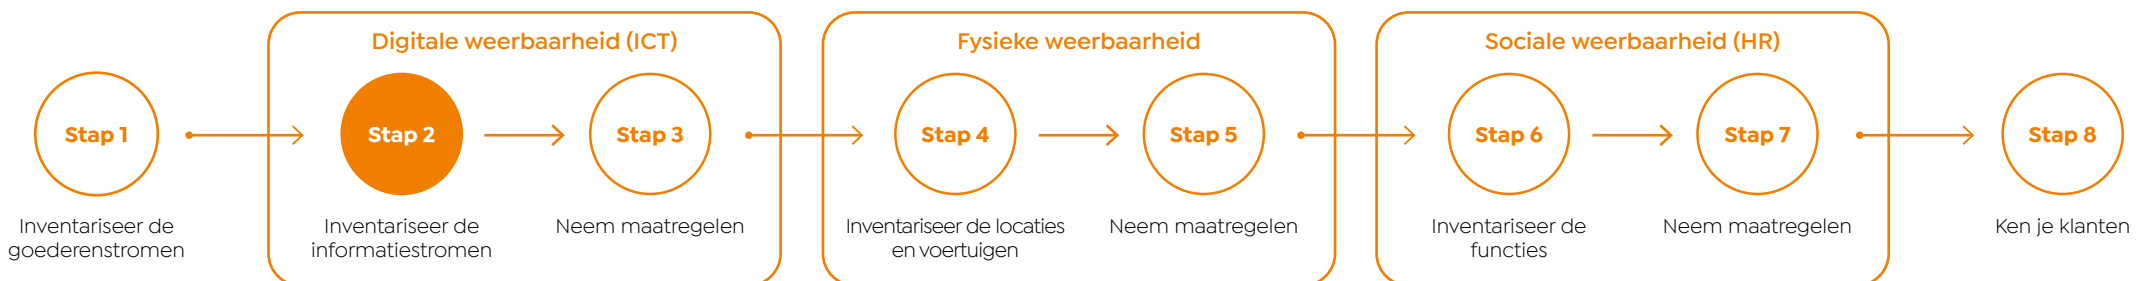 Digitale weerbaarheid (ICT)
Fysieke weerbaarheid
Sociale weerbaarheid (HR)
Stap 1
Stap 2
Stap 3
Stap 4
Stap 5
Stap 6
Stap 7
Stap 8
Inventariseer de
goederenstromen
Inventariseer de
informatiestromen
Neem maatregelen
Inventariseer de locaties
en voertuigen
Neem maatregelen
Inventariseer de
functies
Neem maatregelen
Ken je klanten